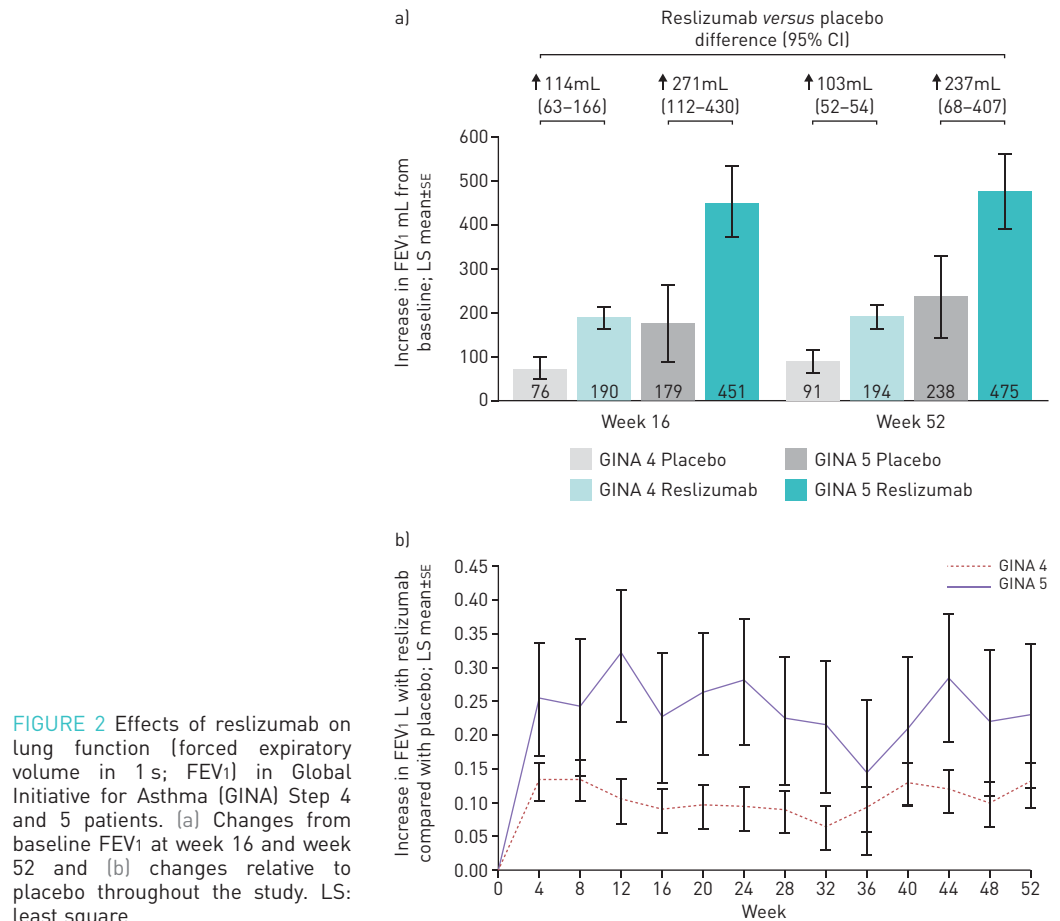 a)
Reslizumab versus placebo
difference (95% CI)
114mL
(63–166)
271mL
(112–430)
103mL
(52–54)
237mL
(68–407)
Increase in FEV1 mL from
baseline; LS mean±SE
600
500
400
300
200
100
0
76
190
179
451
91
194
238
475
Week 16
Week 52
GINA 4 Placebo
GINA 5 Placebo
GINA 4 Reslizumab
GINA 5 Reslizumab
b)
Increase in FEV1 L with reslizumab
compared with placebo; LS mean±SE
0.45
0.40
0.35
0.30
0.25
0.20
0.15
0.10
0.05
0.00
GINA 4
GINA 5
0 4 8 12 16 20 24 28 32 36 40 44 48 52
Week
FIGURE 2 Effects of reslizumab on
lung function (forced expiratory
volume in 1 s; FEV1) in Global
Initiative for Asthma (GINA) Step 4
and 5 patients. (a) Changes from
baseline FEV1 at week 16 and week
52 and (b) changes relative to
placebo throughout the study. LS:
least square